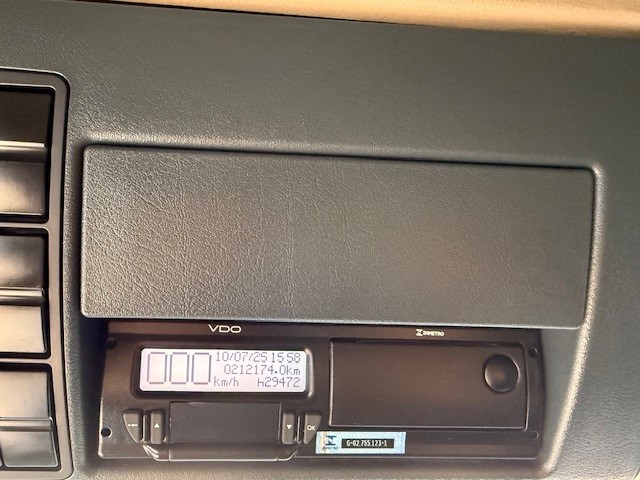 VDO
INMETRO
10/07/25 15 58
000
0212174.0km
km/h
h29472
OK
G-02.755.123-1